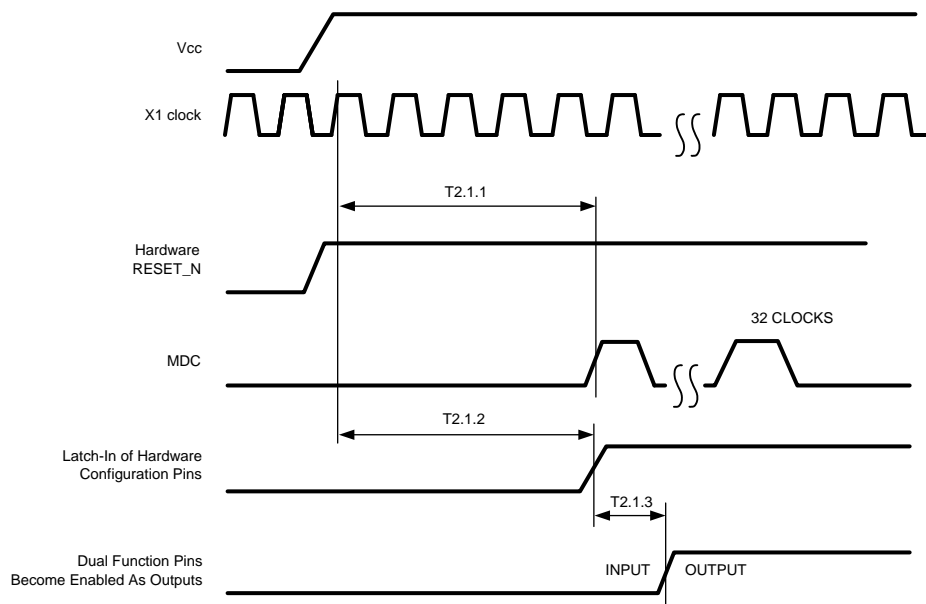 Vcc
X1 clock
T2.1.1
Hardware
RESET_N
32 CLOCKS
MDC
T2.1.2
Latch-In of Hardware
Configuration Pins
T2.1.3
Dual Function Pins
Become Enabled As Outputs
INPUT
OUTPUT